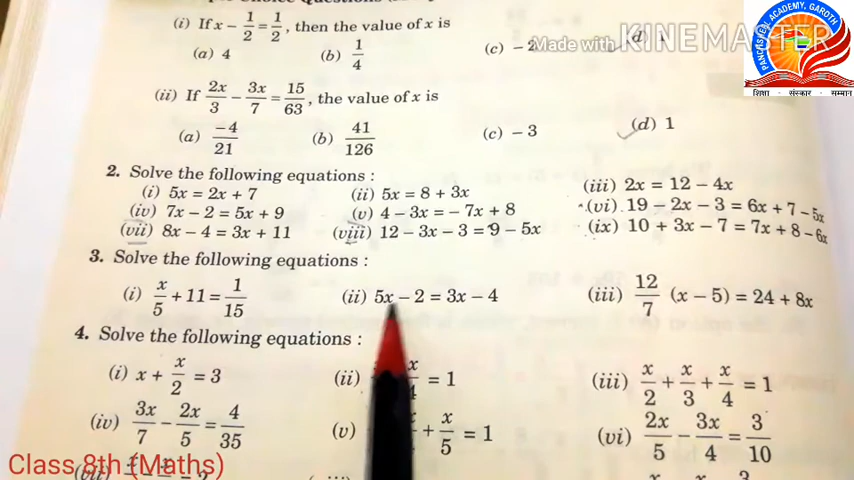 (i) If x − 1/2 = 1/2, then the value of x is
(a) 4 (b) 1/4 (c) − 2 (d) 1
Made with KINEMASTER
PANCHSHEEL ACADEMY, GAROTH
शिक्षा . संस्कार . सम्मान
(ii) If 2x/3 − 3x/7 = 15/63, the value of x is
(a) −4/21 (b) 41/126 (c) − 3 (d) 1
2. Solve the following equations :
(i) 5x = 2x + 7 (ii) 5x = 8 + 3x (iii) 2x = 12 − 4x
(iv) 7x − 2 = 5x + 9 (v) 4 − 3x = − 7x + 8 (vi) 19 − 2x − 3 = 6x + 7 − 5x
(vii) 8x − 4 = 3x + 11 (viii) 12 − 3x − 3 = 9 − 5x (ix) 10 + 3x − 7 = 7x + 8 − 6x
3. Solve the following equations :
(i) x/5 + 11 = 1/15 (ii) 5x − 2 = 3x − 4 (iii) 12/7 (x − 5) = 24 + 8x
4. Solve the following equations :
(i) x + x/2 = 3 (ii) = 1 (iii) x/2 + x/3 + x/4 = 1
(iv) 3x/7 − 2x/5 = 4/35 (v) + x/5 = 1 (vi) 2x/5 − 3x/4 = 3/10
Class 8th (Maths)